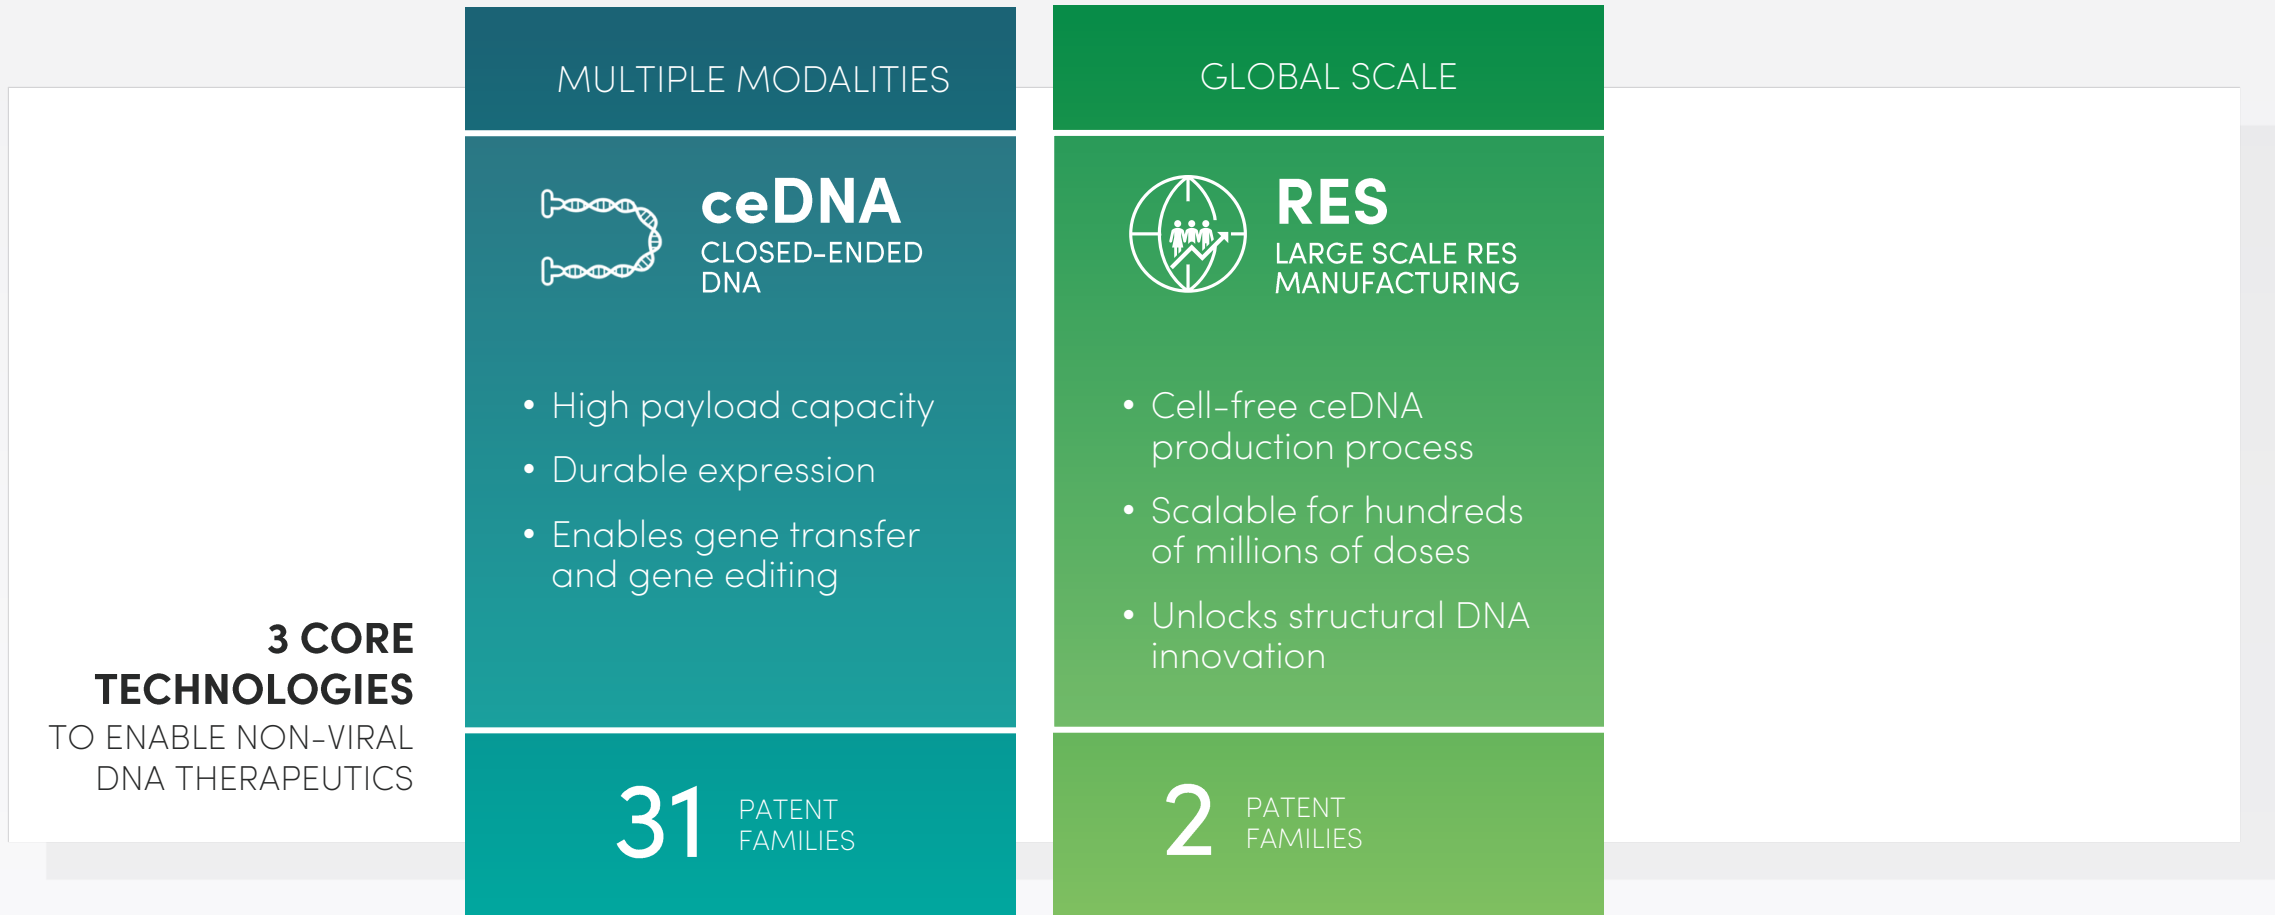 3 CORE
TECHNOLOGIES
TO ENABLE NON-VIRAL
DNA THERAPEUTICS
MULTIPLE MODALITIES
ceDNA
CLOSED-ENDED
DNA
• High payload capacity
• Durable expression
• Enables gene transfer
and gene editing
31
PATENT
FAMILIES
GLOBAL SCALE
RES
LARGE SCALE RES
MANUFACTURING
• Cell-free ceDNA
production process
• Scalable for hundreds
of millions of doses
• Unlocks structural DNA
innovation
2
PATENT
FAMILIES